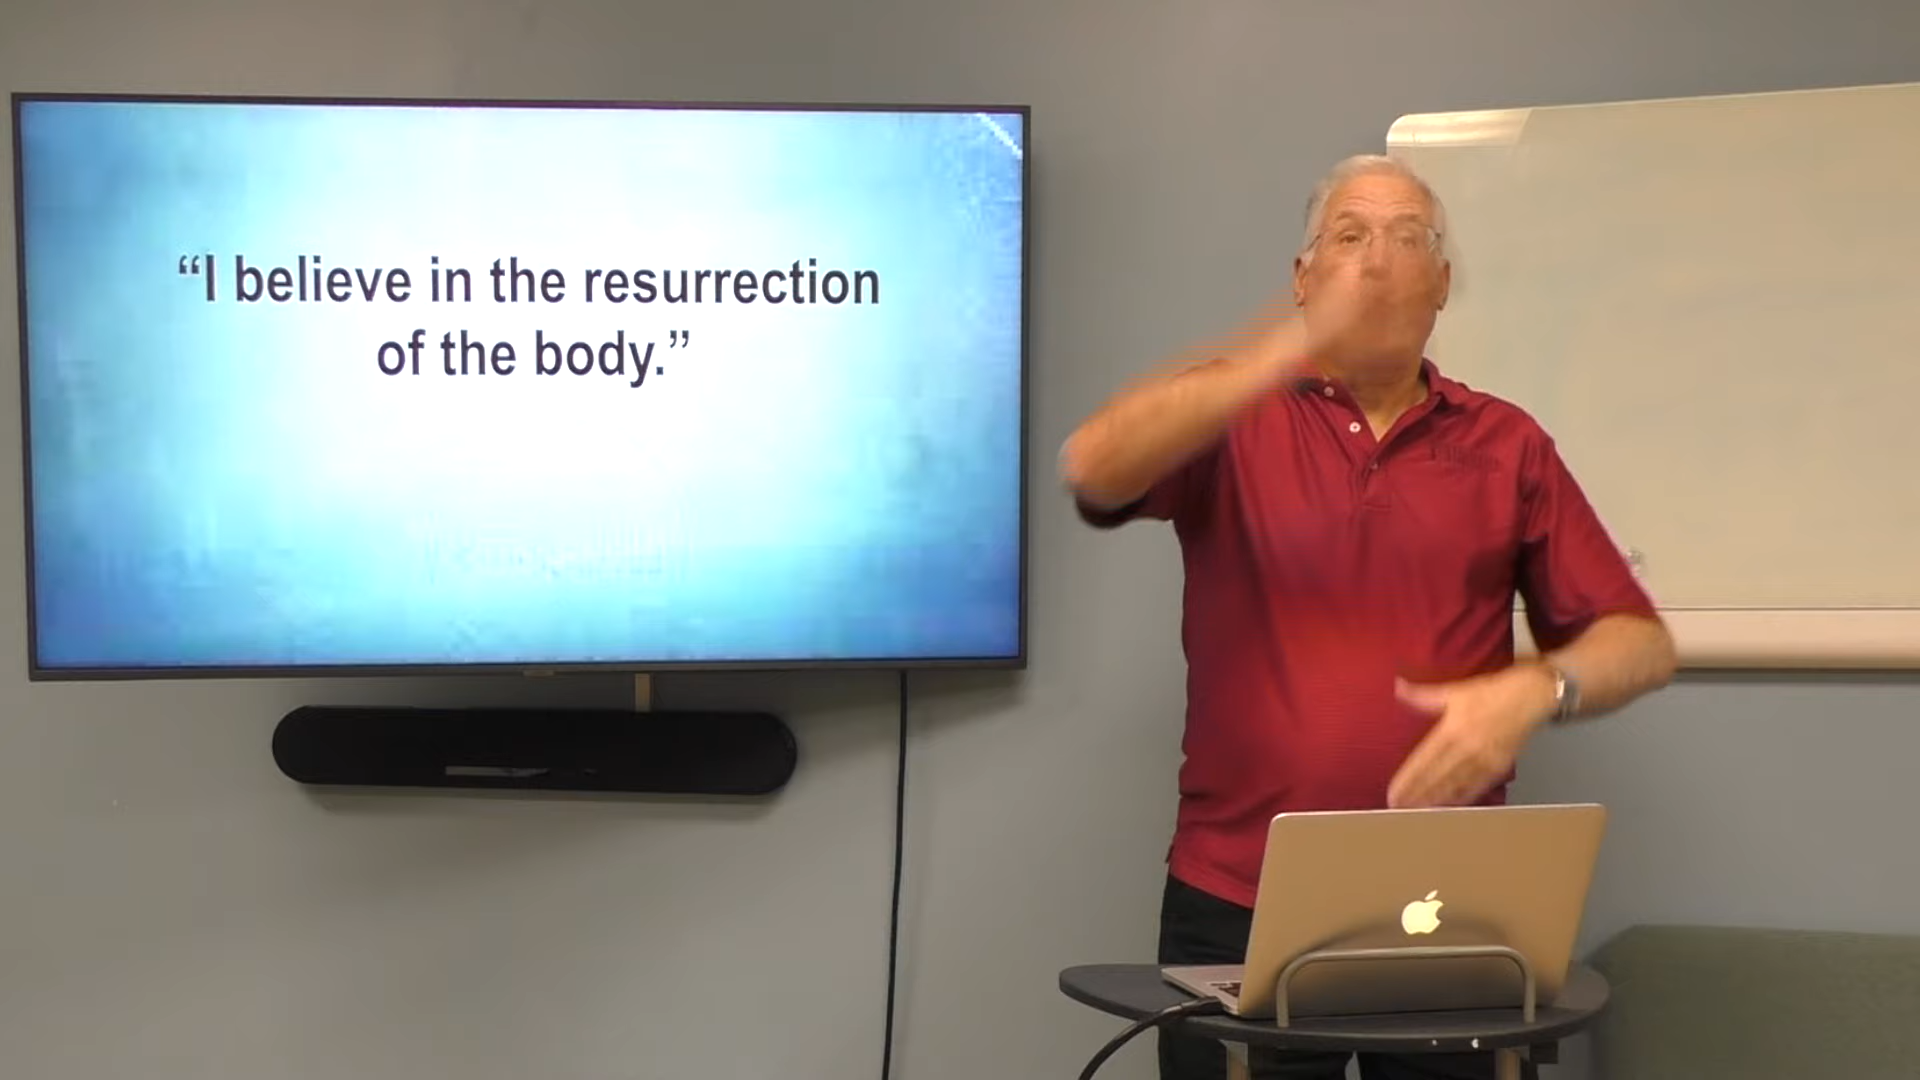 “I believe in the resurrection
of the body.”